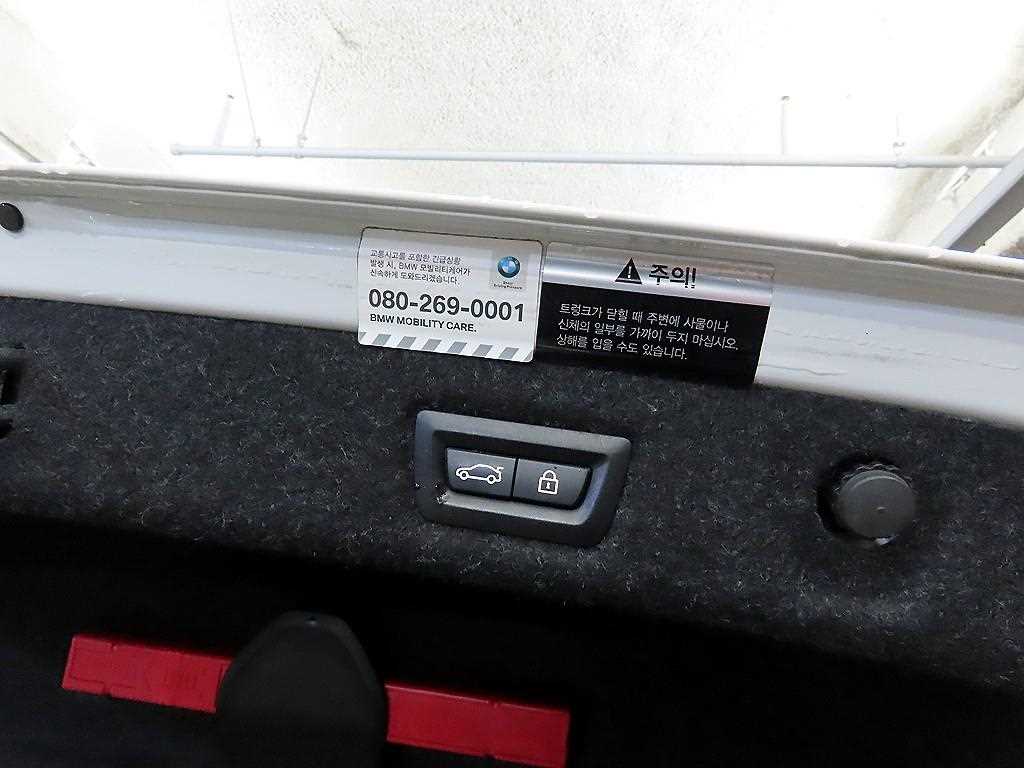 교통사고를 포함한 긴급상황
발생 시, BMW 모빌리티케어가
신속하게 도와드리겠습니다.
080-269-0001
BMW MOBILITY CARE.
주의!
트렁크가 닫힐 때 주변에 사물이나
신체의 일부를 가까이 두지 마십시오.
상해를 입을 수도 있습니다.